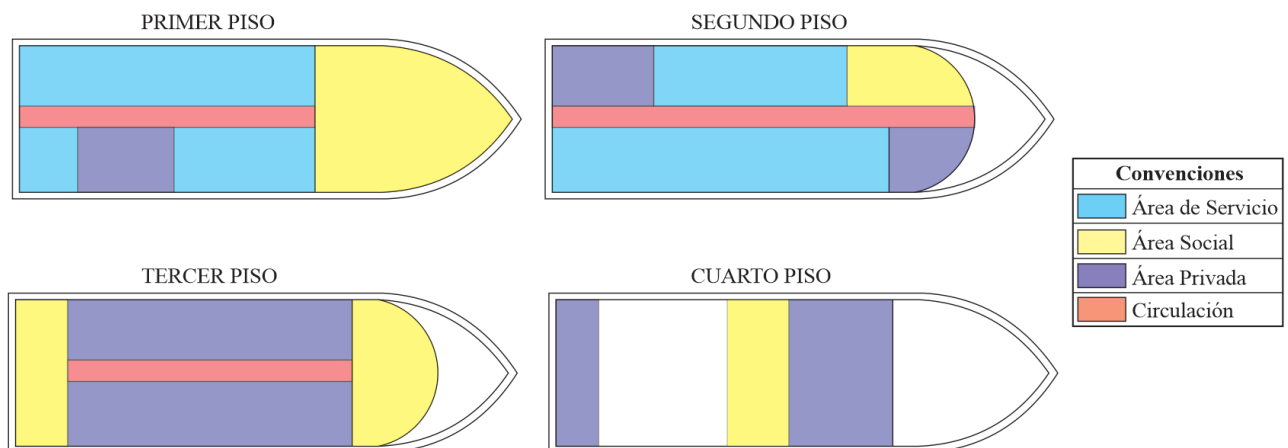 PRIMER PISO
SEGUNDO PISO
TERCER PISO
CUARTO PISO
Convenciones
Área de Servicio
Área Social
Área Privada
Circulación